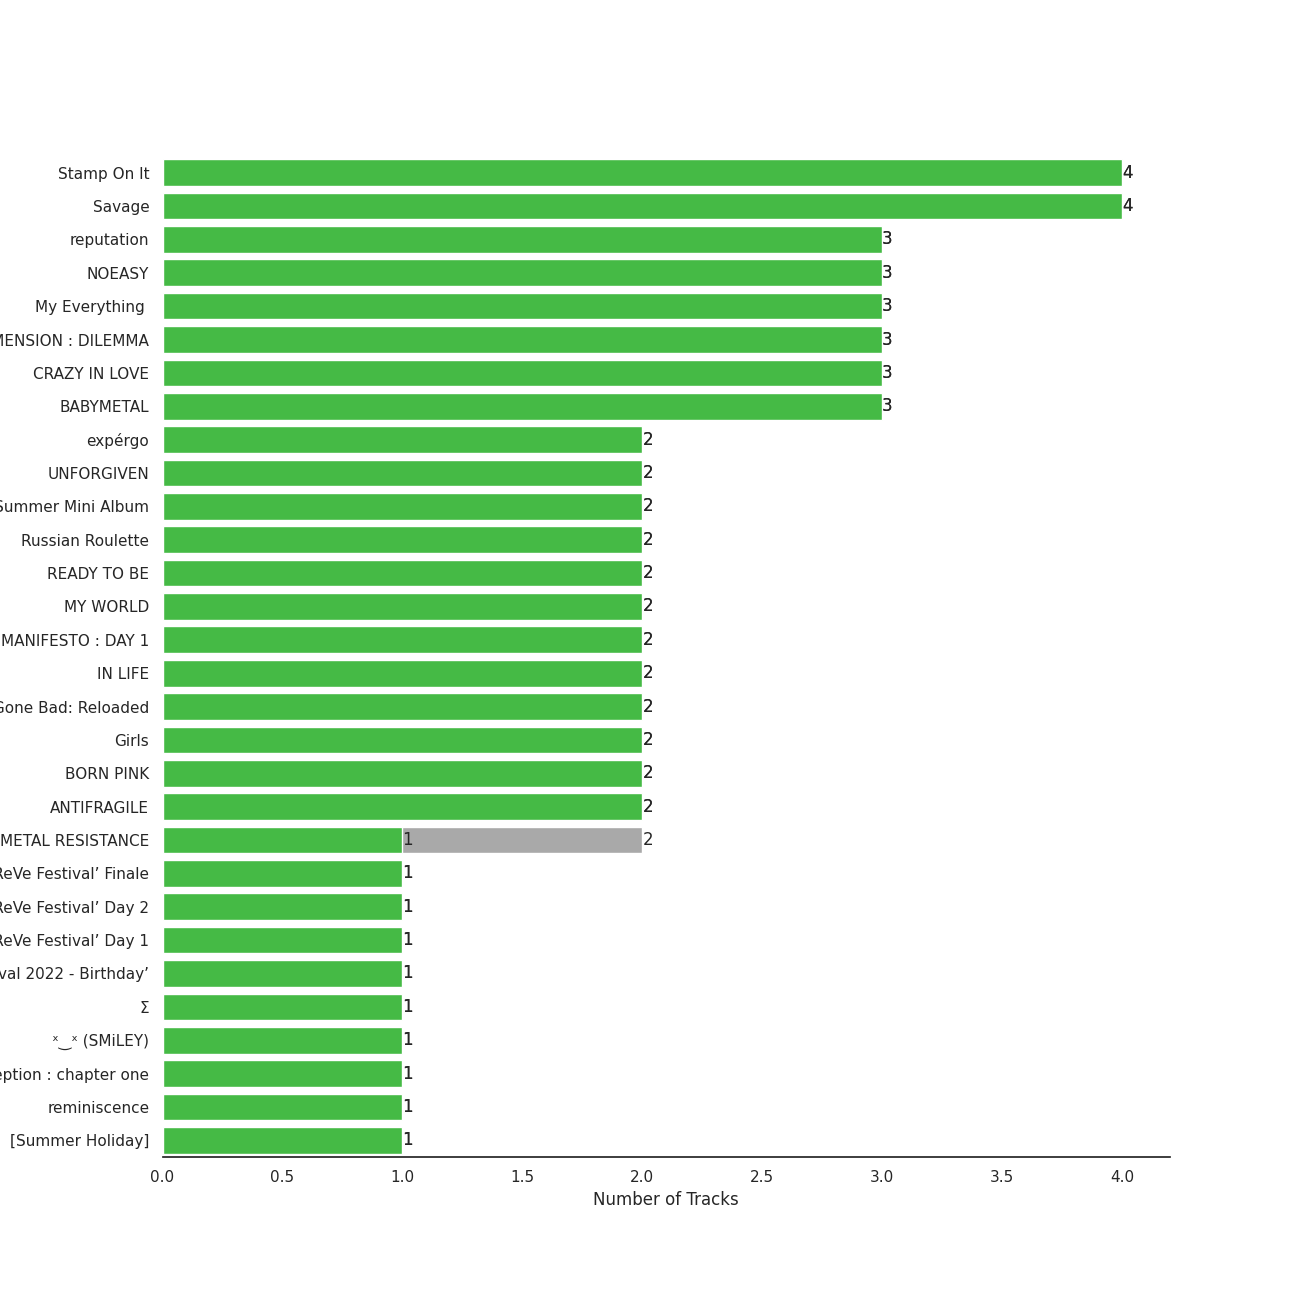 Stamp On It 4
Savage 4
reputation 3
NOEASY 3
My Everything 3
MENSION : DILEMMA 3
CRAZY IN LOVE 3
BABYMETAL 3
expérgo 2
UNFORGIVEN 2
Summer Mini Album 2
Russian Roulette 2
READY TO BE 2
MY WORLD 2
MANIFESTO : DAY 1 2
IN LIFE 2
Gone Bad: Reloaded 2
Girls 2
BORN PINK 2
ANTIFRAGILE 2
METAL RESISTANCE 1 2
ReVe Festival’ Finale 1
ReVe Festival’ Day 2 1
ReVe Festival’ Day 1 1
val 2022 - Birthday’ 1
Σ 1
ˣ‿ˣ (SMiLEY) 1
eption : chapter one 1
reminiscence 1
[Summer Holiday] 1
0.0 0.5 1.0 1.5 2.0 2.5 3.0 3.5 4.0
Number of Tracks